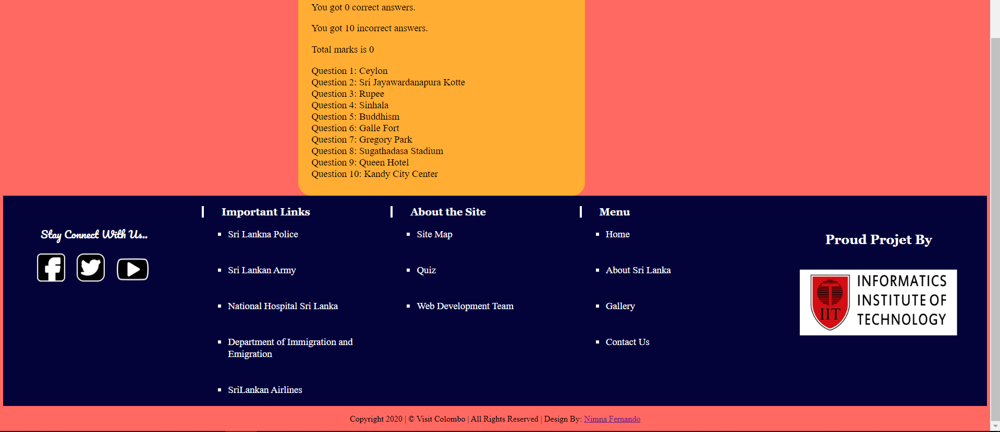 You got 0 correct answers.
You got 10 incorrect answers.
Total marks is 0
Question 1: Ceylon
Question 2: Sri Jayawardanapura Kotte
Question 3: Rupee
Question 4: Sinhala
Question 5: Buddhism
Question 6: Galle Fort
Question 7: Gregory Park
Question 8: Sugathadasa Stadium
Question 9: Queen Hotel
Question 10: Kandy City Center
Stay Connect With Us..
Important Links
Sri Lankna Police
Sri Lankan Army
National Hospital Sri Lanka
Department of Immigration and
Emigration
SriLankan Airlines
About the Site
Site Map
Quiz
Web Development Team
Menu
Home
About Sri Lanka
Gallery
Contact Us
Proud Projet By
IIT
INFORMATICS
INSTITUTE OF
TECHNOLOGY
Copyright 2020 | © Visit Colombo | All Rights Reserved | Design By: Nimna Fernando